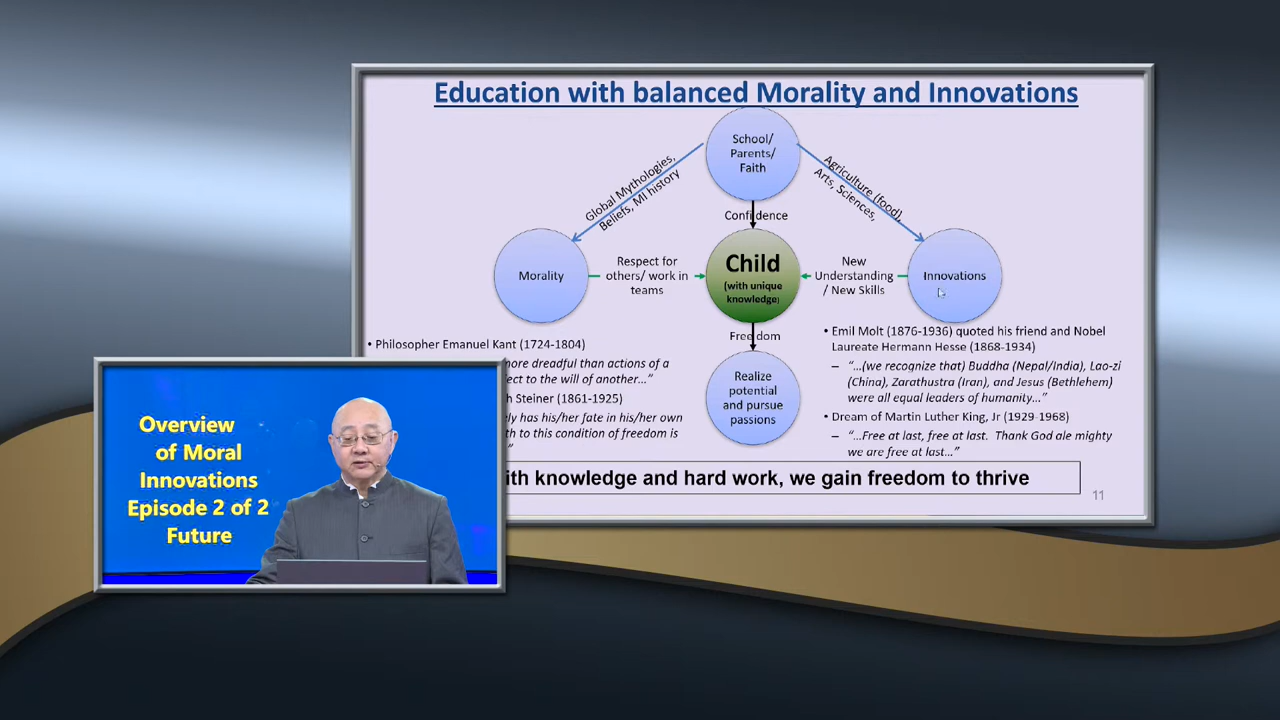 Education with balanced Morality and Innovations
School/
Parents/
Faith
Global Mythologies,
Beliefs, MI history
Agriculture (food),
Arts, Sciences,
Confidence
Morality
Respect for
others/ work in
teams
Child
(with unique
knowledge)
New
Understanding
/ New Skills
Innovations
Freedom
Realize
potential
and pursue
passions
• Philosopher Emanuel Kant (1724-1804)
more dreadful than actions of a
to the will of another…”
Steiner (1861-1925)
has his/her fate in his/her own
to this condition of freedom is
”
• Emil Molt (1876-1936) quoted his friend and Nobel
Laureate Hermann Hesse (1868-1934)
– “…(we recognize that) Buddha (Nepal/India), Lao-zi
(China), Zarathustra (Iran), and Jesus (Bethlehem)
were all equal leaders of humanity…”
• Dream of Martin Luther King, Jr (1929-1968)
– “…Free at last, free at last. Thank God ale mighty
we are free at last…”
knowledge and hard work, we gain freedom to thrive
11
Overview
of Moral
Innovations
Episode 2 of 2
Future